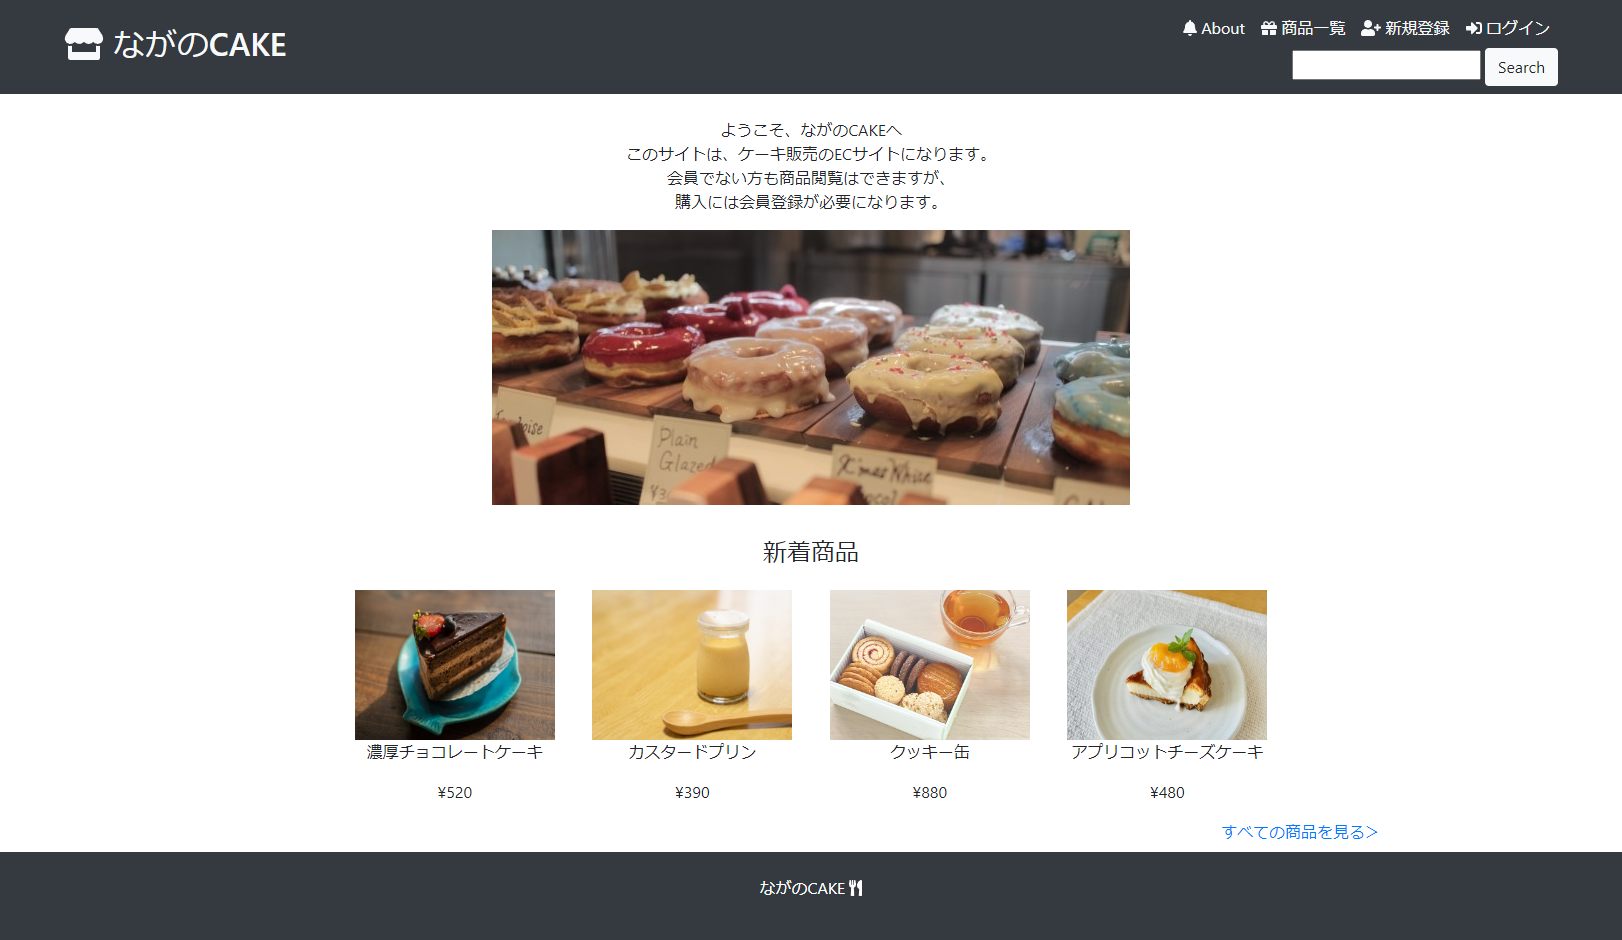 ながのCAKE
About 商品一覧 新規登録 ログイン
Search
ようこそ、ながのCAKEへ
このサイトは、ケーキ販売のECサイトになります。
会員でない方も商品閲覧はできますが、
購入には会員登録が必要になります。
Plain
Glazed
X'mas
新着商品
濃厚チョコレートケーキ カスタードプリン クッキー缶 アプリコットチーズケーキ
¥520 ¥390 ¥880 ¥480
すべての商品を見る＞
ながのCAKE